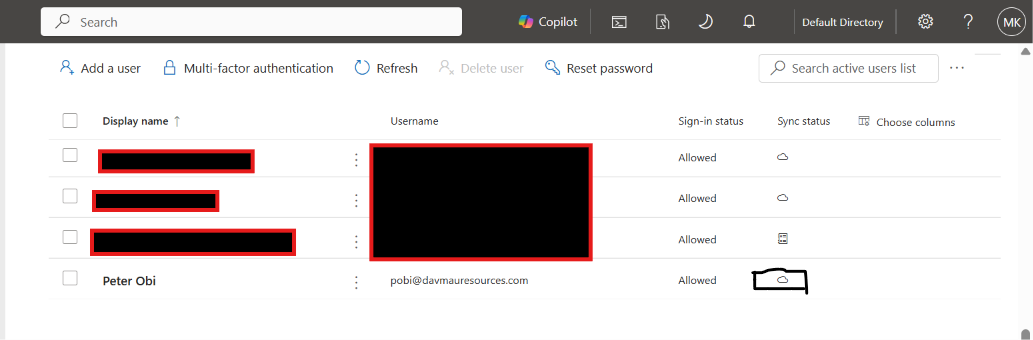 Search Copilot Default Directory ? MK
Add a user Multi-factor authentication Refresh Delete user Reset password Search active users list ...
Display name ↑ Username Sign-in status Sync status Choose columns
Allowed
Allowed
Allowed
Peter Obi pobi@davmauresources.com Allowed